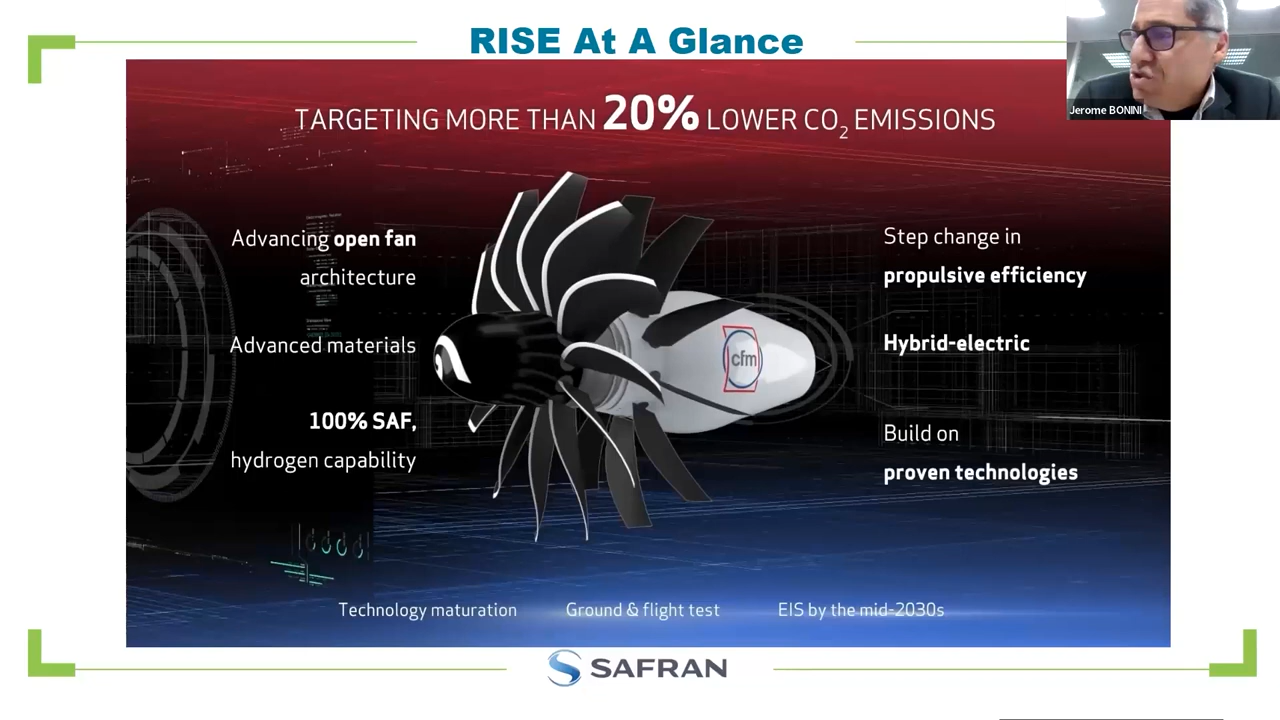 RISE At A Glance
Jerome BONINI
TARGETING MORE THAN 20% LOWER CO₂ EMISSIONS
Advancing open fan
architecture
Advanced materials
100% SAF,
hydrogen capability
cfm
Step change in
propulsive efficiency
Hybrid-electric
Build on
proven technologies
Technology maturation
Ground & flight test
EIS by the mid-2030s
SAFRAN